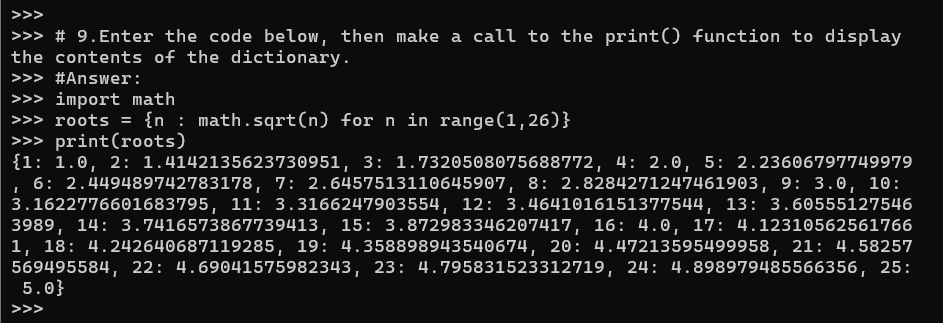 >>>
>>> # 9.Enter the code below, then make a call to the print() function to display
the contents of the dictionary.
>>> #Answer:
>>> import math
>>> roots = {n : math.sqrt(n) for n in range(1,26)}
>>> print(roots)
{1: 1.0, 2: 1.4142135623730951, 3: 1.7320508075688772, 4: 2.0, 5: 2.23606797749979
, 6: 2.449489742783178, 7: 2.6457513110645907, 8: 2.8284271247461903, 9: 3.0, 10:
3.1622776601683795, 11: 3.3166247903554, 12: 3.4641016151377544, 13: 3.60555127546
3989, 14: 3.7416573867739413, 15: 3.872983346207417, 16: 4.0, 17: 4.12310562561766
1, 18: 4.242640687119285, 19: 4.358898943540674, 20: 4.47213595499958, 21: 4.58257
569495584, 22: 4.69041575982343, 23: 4.795831523312719, 24: 4.898979485566356, 25:
 5.0}
>>>